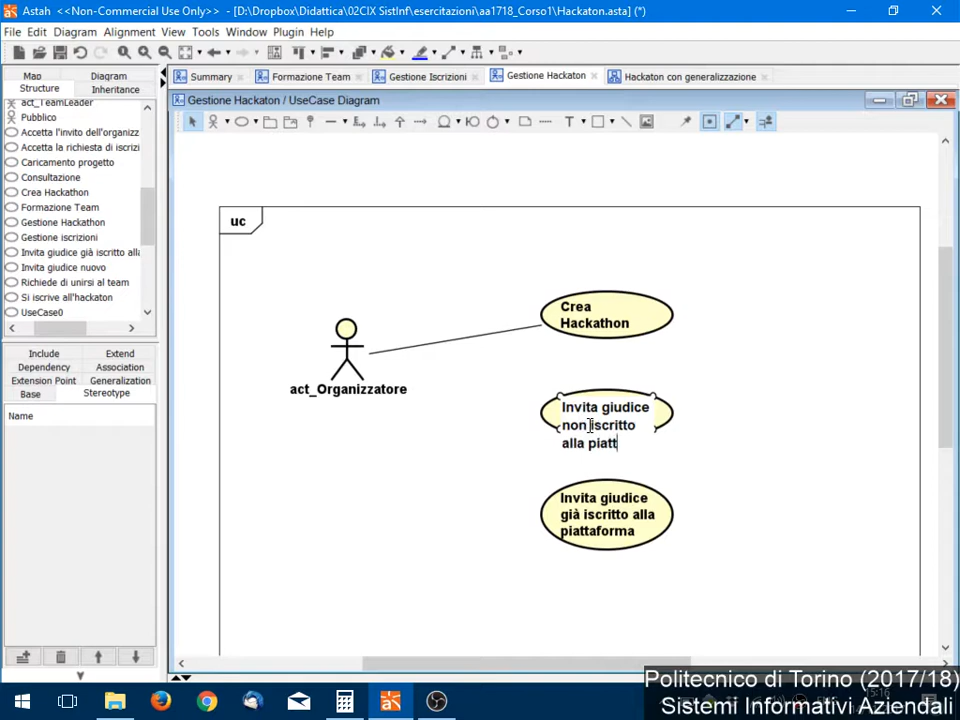 Astah <<Non-Commercial Use Only>> - [D:\Dropbox\Didattica\02CIX SistInf\esercitazioni\aa1718_Corso1\Hackaton.asta] (*)
File Edit Diagram Alignment View Tools Window Plugin Help
Map Diagram
Structure Inheritance
act_TeamLeader
Pubblico
Accetta l'invito dell'organizz
Accetta la richiesta di iscrizi
Caricamento progetto
Consultazione
Crea Hackathon
Formazione Team
Gestione Hackathon
Gestione iscrizioni
Invita giudice già iscritto alla
Invita giudice nuovo
Richiede di unirsi al team
Si iscrive all'hackaton
UseCase0
Include Extend
Dependency Association
Extension Point Generalization
Base Stereotype
Name
Summary Formazione Team Gestione Iscrizioni Gestione Hackaton Hackaton con generalizzazione
Gestione Hackaton / UseCase Diagram
T
uc
Crea
Hackathon
act_Organizzatore
Invita giudice
non iscritto
alla piatt
Invita giudice
già iscritto alla
piattaforma
Politecnico di Torino (2017/18)
Sistemi Informativi Aziendali